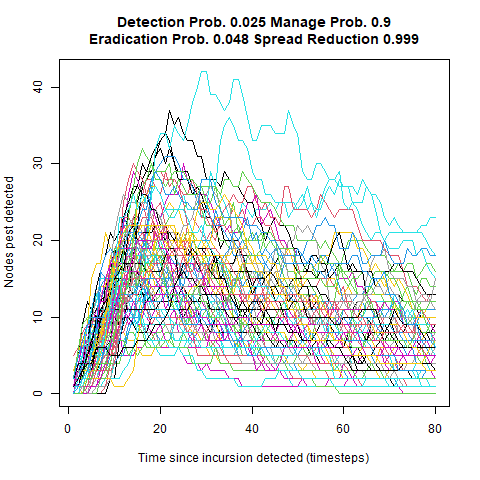 Detection Prob. 0.025 Manage Prob. 0.9
Eradication Prob. 0.048 Spread Reduction 0.999
Nodes pest detected
40
30
20
10
0
0 20 40 60 80
Time since incursion detected (timesteps)